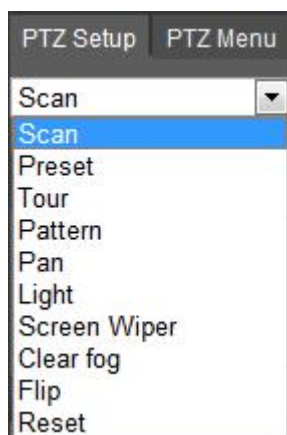 PTZ Setup PTZ Menu
Scan
Scan
Preset
Tour
Pattern
Pan
Light
Screen Wiper
Clear fog
Flip
Reset